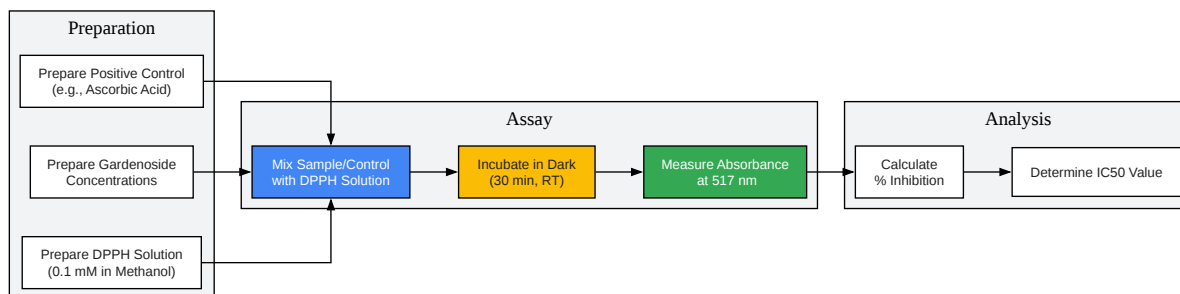 Preparation
Prepare Positive Control
(e.g., Ascorbic Acid)
Prepare Gardenoside
Concentrations
Prepare DPPH Solution
(0.1 mM in Methanol)
Assay
Mix Sample/Control
with DPPH Solution
Incubate in Dark
(30 min, RT)
Measure Absorbance
at 517 nm
Analysis
Calculate
% Inhibition
Determine IC50 Value